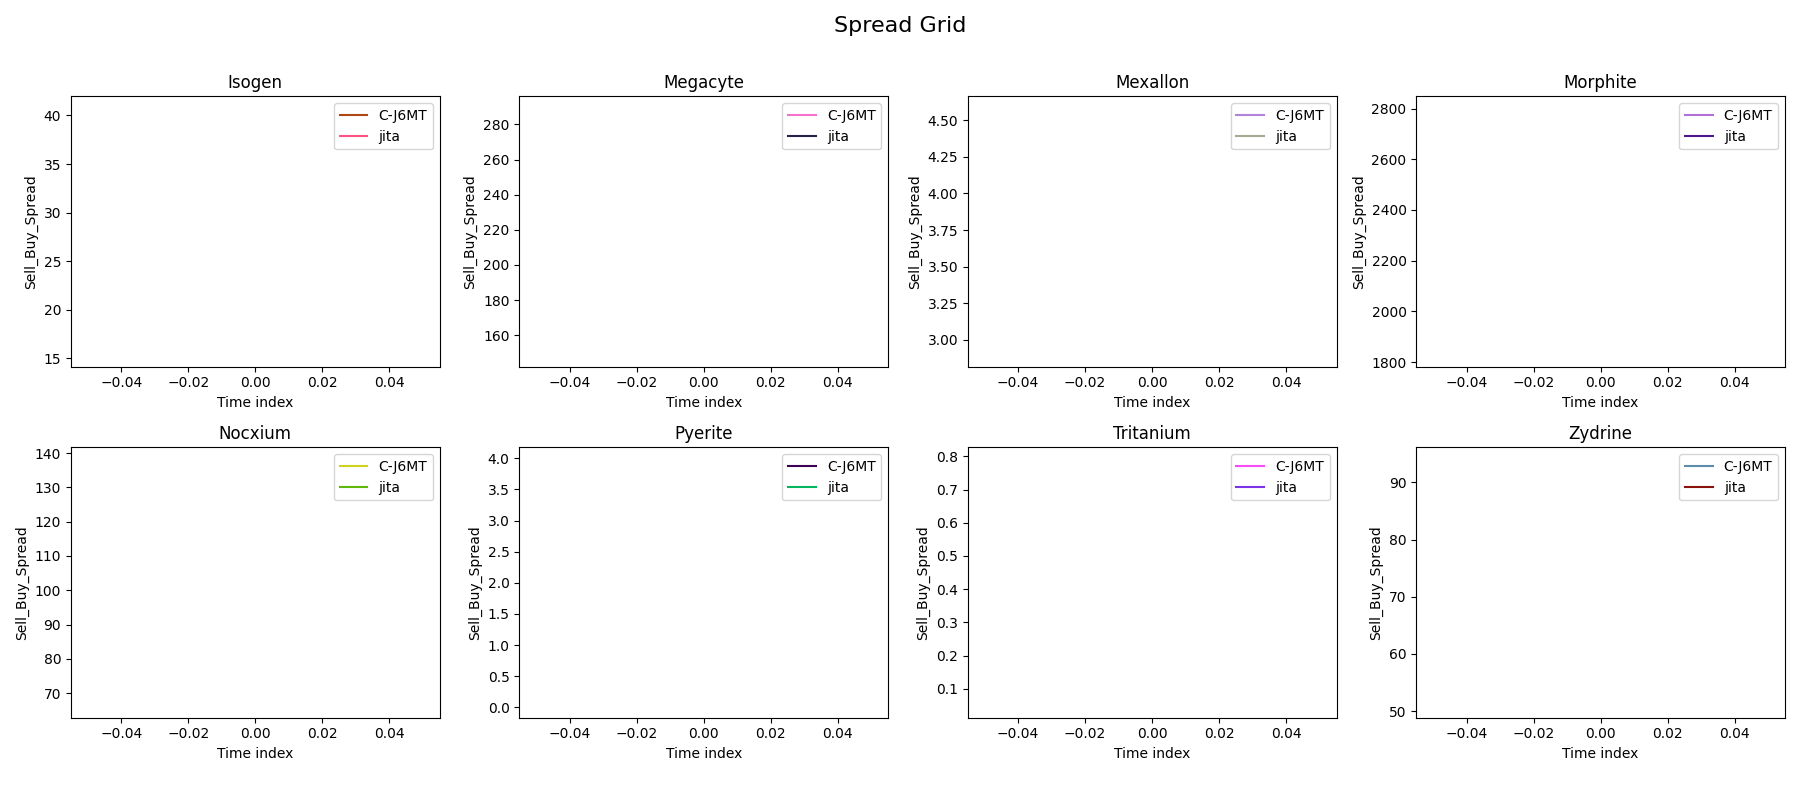 Spread Grid
Isogen
C-J6MT
jita
Sell_Buy_Spread
40
35
30
25
20
15
−0.04 −0.02 0.00 0.02 0.04
Time index
Megacyte
C-J6MT
jita
Sell_Buy_Spread
280
260
240
220
200
180
160
−0.04 −0.02 0.00 0.02 0.04
Time index
Mexallon
C-J6MT
jita
Sell_Buy_Spread
4.50
4.25
4.00
3.75
3.50
3.25
3.00
−0.04 −0.02 0.00 0.02 0.04
Time index
Morphite
C-J6MT
jita
Sell_Buy_Spread
2800
2600
2400
2200
2000
1800
−0.04 −0.02 0.00 0.02 0.04
Time index
Nocxium
C-J6MT
jita
Sell_Buy_Spread
140
130
120
110
100
90
80
70
−0.04 −0.02 0.00 0.02 0.04
Time index
Pyerite
C-J6MT
jita
Sell_Buy_Spread
4.0
3.5
3.0
2.5
2.0
1.5
1.0
0.5
0.0
−0.04 −0.02 0.00 0.02 0.04
Time index
Tritanium
C-J6MT
jita
Sell_Buy_Spread
0.8
0.7
0.6
0.5
0.4
0.3
0.2
0.1
−0.04 −0.02 0.00 0.02 0.04
Time index
Zydrine
C-J6MT
jita
Sell_Buy_Spread
90
80
70
60
50
−0.04 −0.02 0.00 0.02 0.04
Time index